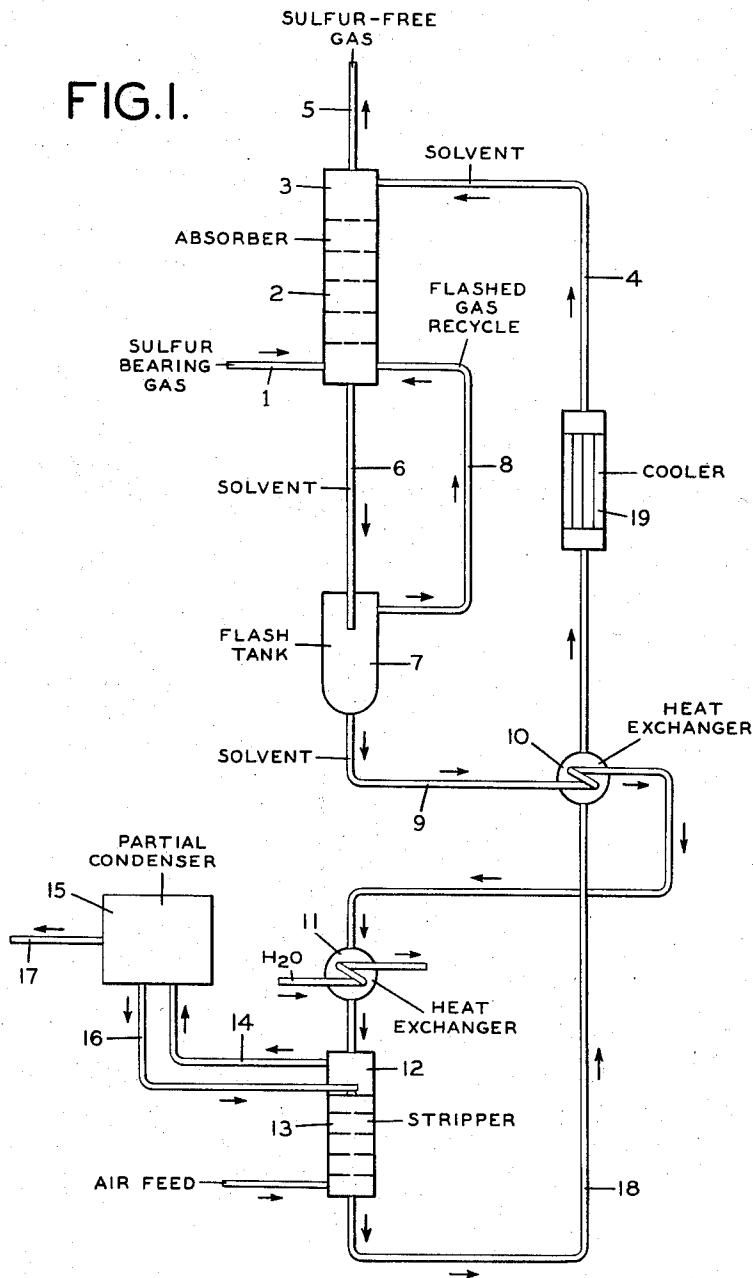 SULFUR-FREE
GAS
FIG.1.
5
SOLVENT
3
ABSORBER
4
2
FLASHED
GAS
RECYCLE
SULFUR
BEARING
GAS
1
6
8
COOLER
SOLVENT
19
FLASH
TANK
7
HEAT
EXCHANGER
10
SOLVENT
9
PARTIAL
CONDENSER
15
11
H2O
17
HEAT
EXCHANGER
16
14
12
13
STRIPPER
AIR FEED
18